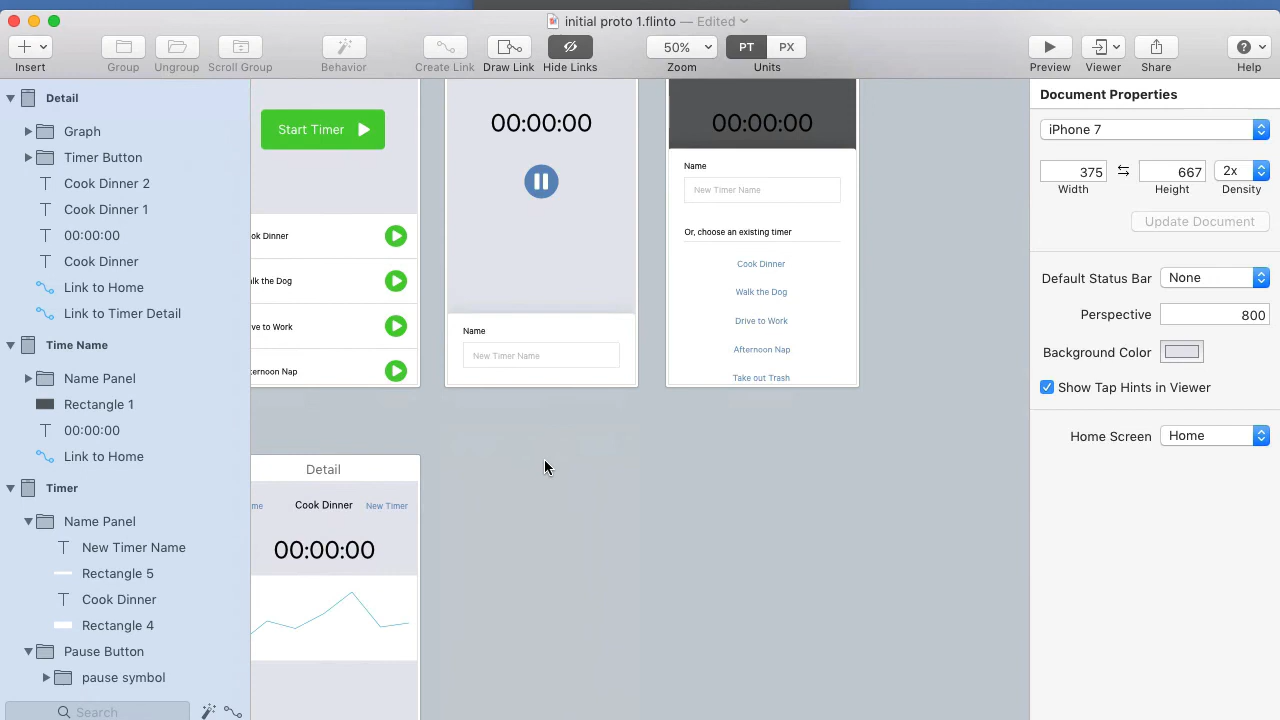 initial proto 1.flinto — Edited
Insert
Group
Ungroup
Scroll Group
Behavior
Create Link
Draw Link
Hide Links
50%
Zoom
PT
PX
Units
Preview
Viewer
Share
Help
Detail
Graph
Timer Button
Cook Dinner 2
Cook Dinner 1
00:00:00
Cook Dinner
Link to Home
Link to Timer Detail
Time Name
Name Panel
Rectangle 1
00:00:00
Link to Home
Timer
Name Panel
New Timer Name
Rectangle 5
Cook Dinner
Rectangle 4
Pause Button
pause symbol
Search
Start Timer
ok Dinner
alk the Dog
ive to Work
ternoon Nap
00:00:00
Name
New Timer Name
00:00:00
Name
New Timer Name
Or, choose an existing timer
Cook Dinner
Walk the Dog
Drive to Work
Afternoon Nap
Take out Trash
Detail
me
Cook Dinner
New Timer
00:00:00
Document Properties
iPhone 7
375
667
2x
Width
Height
Density
Update Document
Default Status Bar
None
Perspective
800
Background Color
Show Tap Hints in Viewer
Home Screen
Home